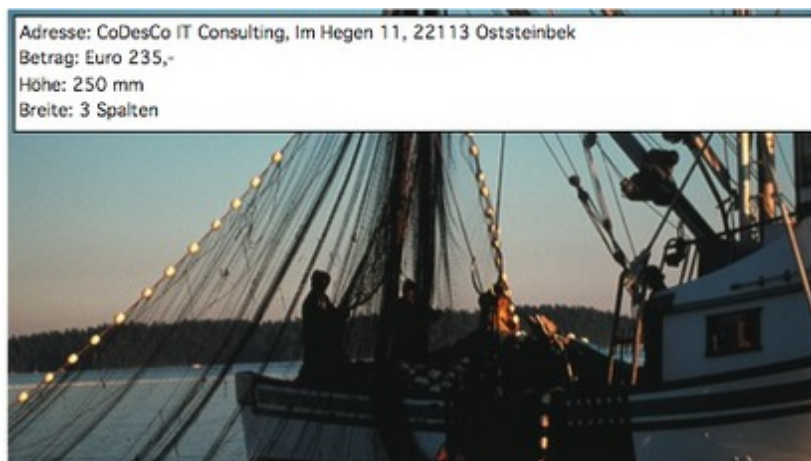 Adresse: CoDesCo IT Consulting, Im Hegen 11, 22113 Oststeinbek
Betrag: Euro 235,-
Höhe: 250 mm
Breite: 3 Spalten